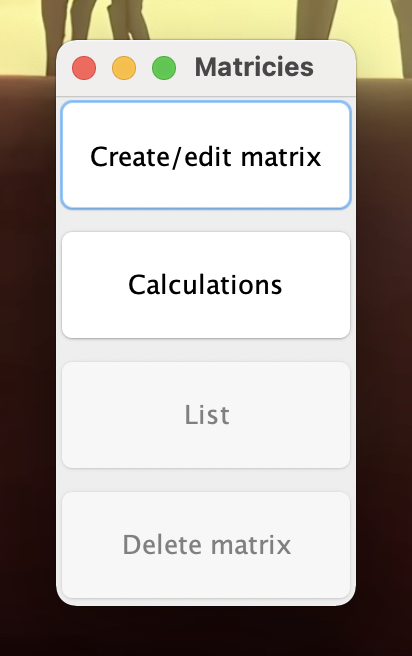 Matricies
Create/edit matrix
Calculations
List
Delete matrix